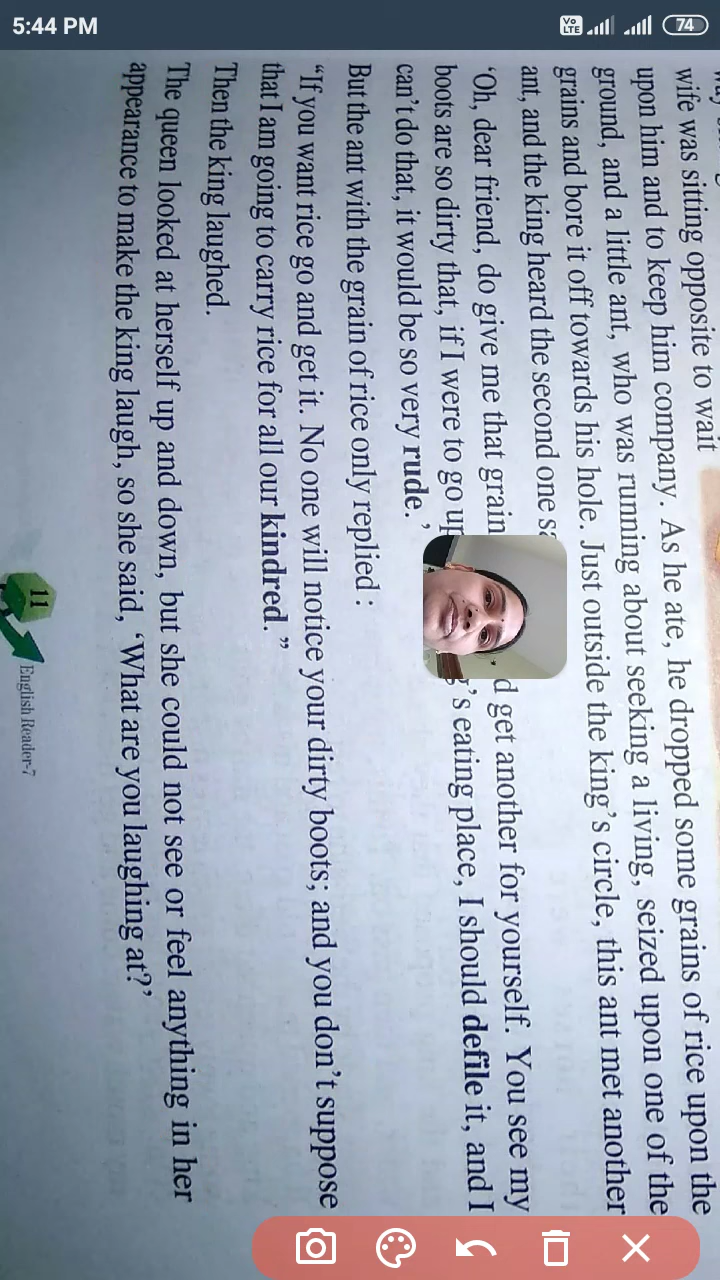 5:44 PM
Vo LTE
74
wife was sitting opposite to wait
upon him and to keep him company. As he ate, he dropped some grains of rice upon the
ground, and a little ant, who was running about seeking a living, seized upon one of the
grains and bore it off towards his hole. Just outside the king's circle, this ant met another
ant, and the king heard the second one
‘Oh, dear friend, do give me that grain d get another for yourself. You see my
boots are so dirty that, if I were to go up 's eating place, I should defile it, and I
can't do that, it would be so very rude. ’
But the ant with the grain of rice only replied :
“If you want rice go and get it. No one will notice your dirty boots; and you don't suppose
that I am going to carry rice for all our kindred. ”
Then the king laughed.
The queen looked at herself up and down, but she could not see or feel anything in her
appearance to make the king laugh, so she said, ‘What are you laughing at?’
11
English Reader-7